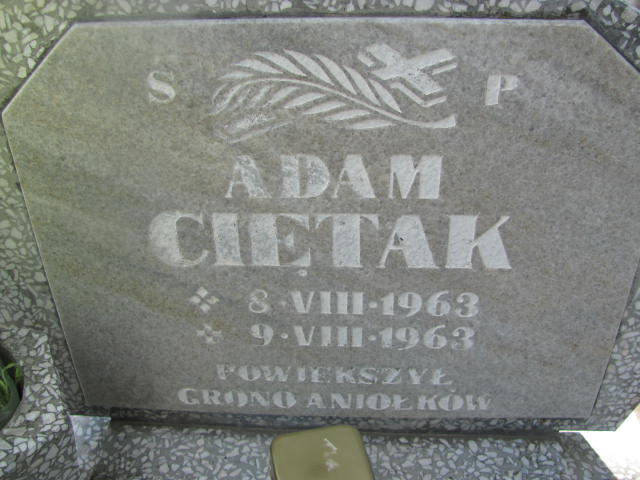 S P
ADAM
CIĘTAK
8·VIII·1963
9·VIII·1963
POWIĘKSZYŁ
GRONO ANIOŁKÓW